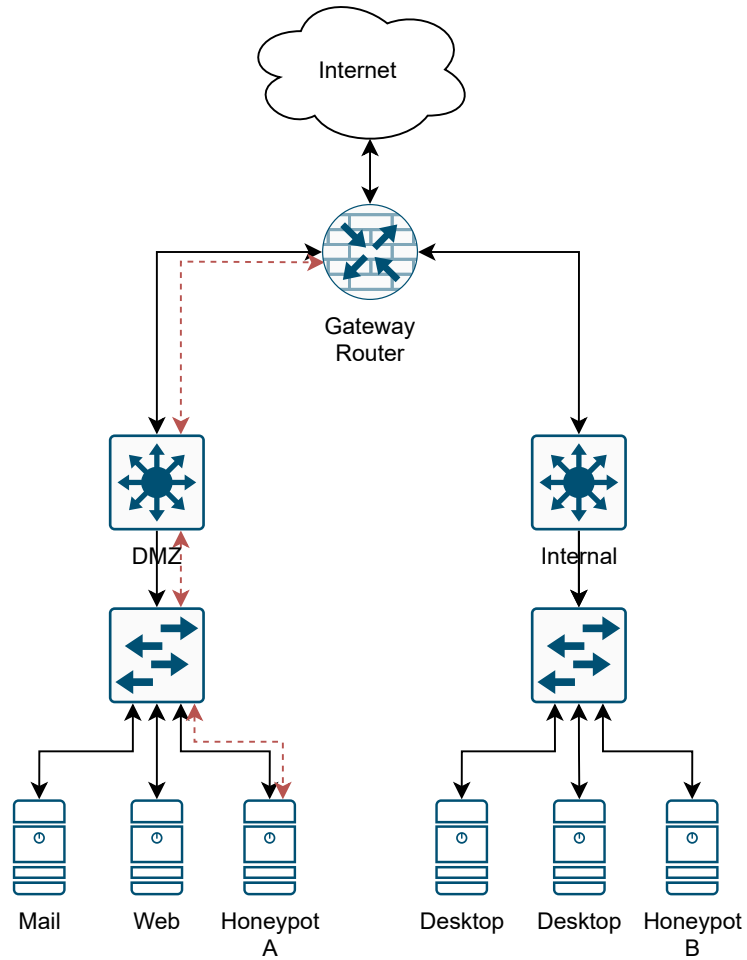 Internet
Gateway
Router
DMZ
Internal
Mail
Web
Honeypot
A
Desktop
Desktop
Honeypot
B